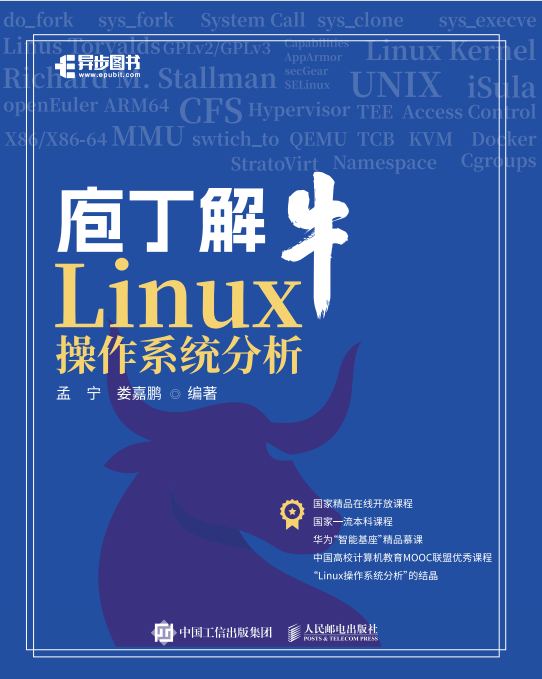 do_fork sys_fork System Call sys_clone sys_execve
Linus Torvalds GPLv2/GPLv3 Capabilities Linux Kernel
AppArmor
secGear
SELinux
Richard M. Stallman UNIX iSula
openEuler ARM64 CFS Hypervisor TEE Access Control
X86/X86-64 MMU swtich_to QEMU TCB KVM Docker
StratoVirt Namespace Cgroups
异步图书
www.epubit.com
庖丁解牛
Linux
操作系统分析
孟 宁 娄嘉鹏 ◎ 编著
国家精品在线开放课程
国家一流本科课程
华为“智能基座”精品慕课
中国高校计算机教育MOOC联盟优秀课程
“Linux操作系统分析”的结晶
中国工信出版集团 人民邮电出版社
POSTS & TELECOM PRESS